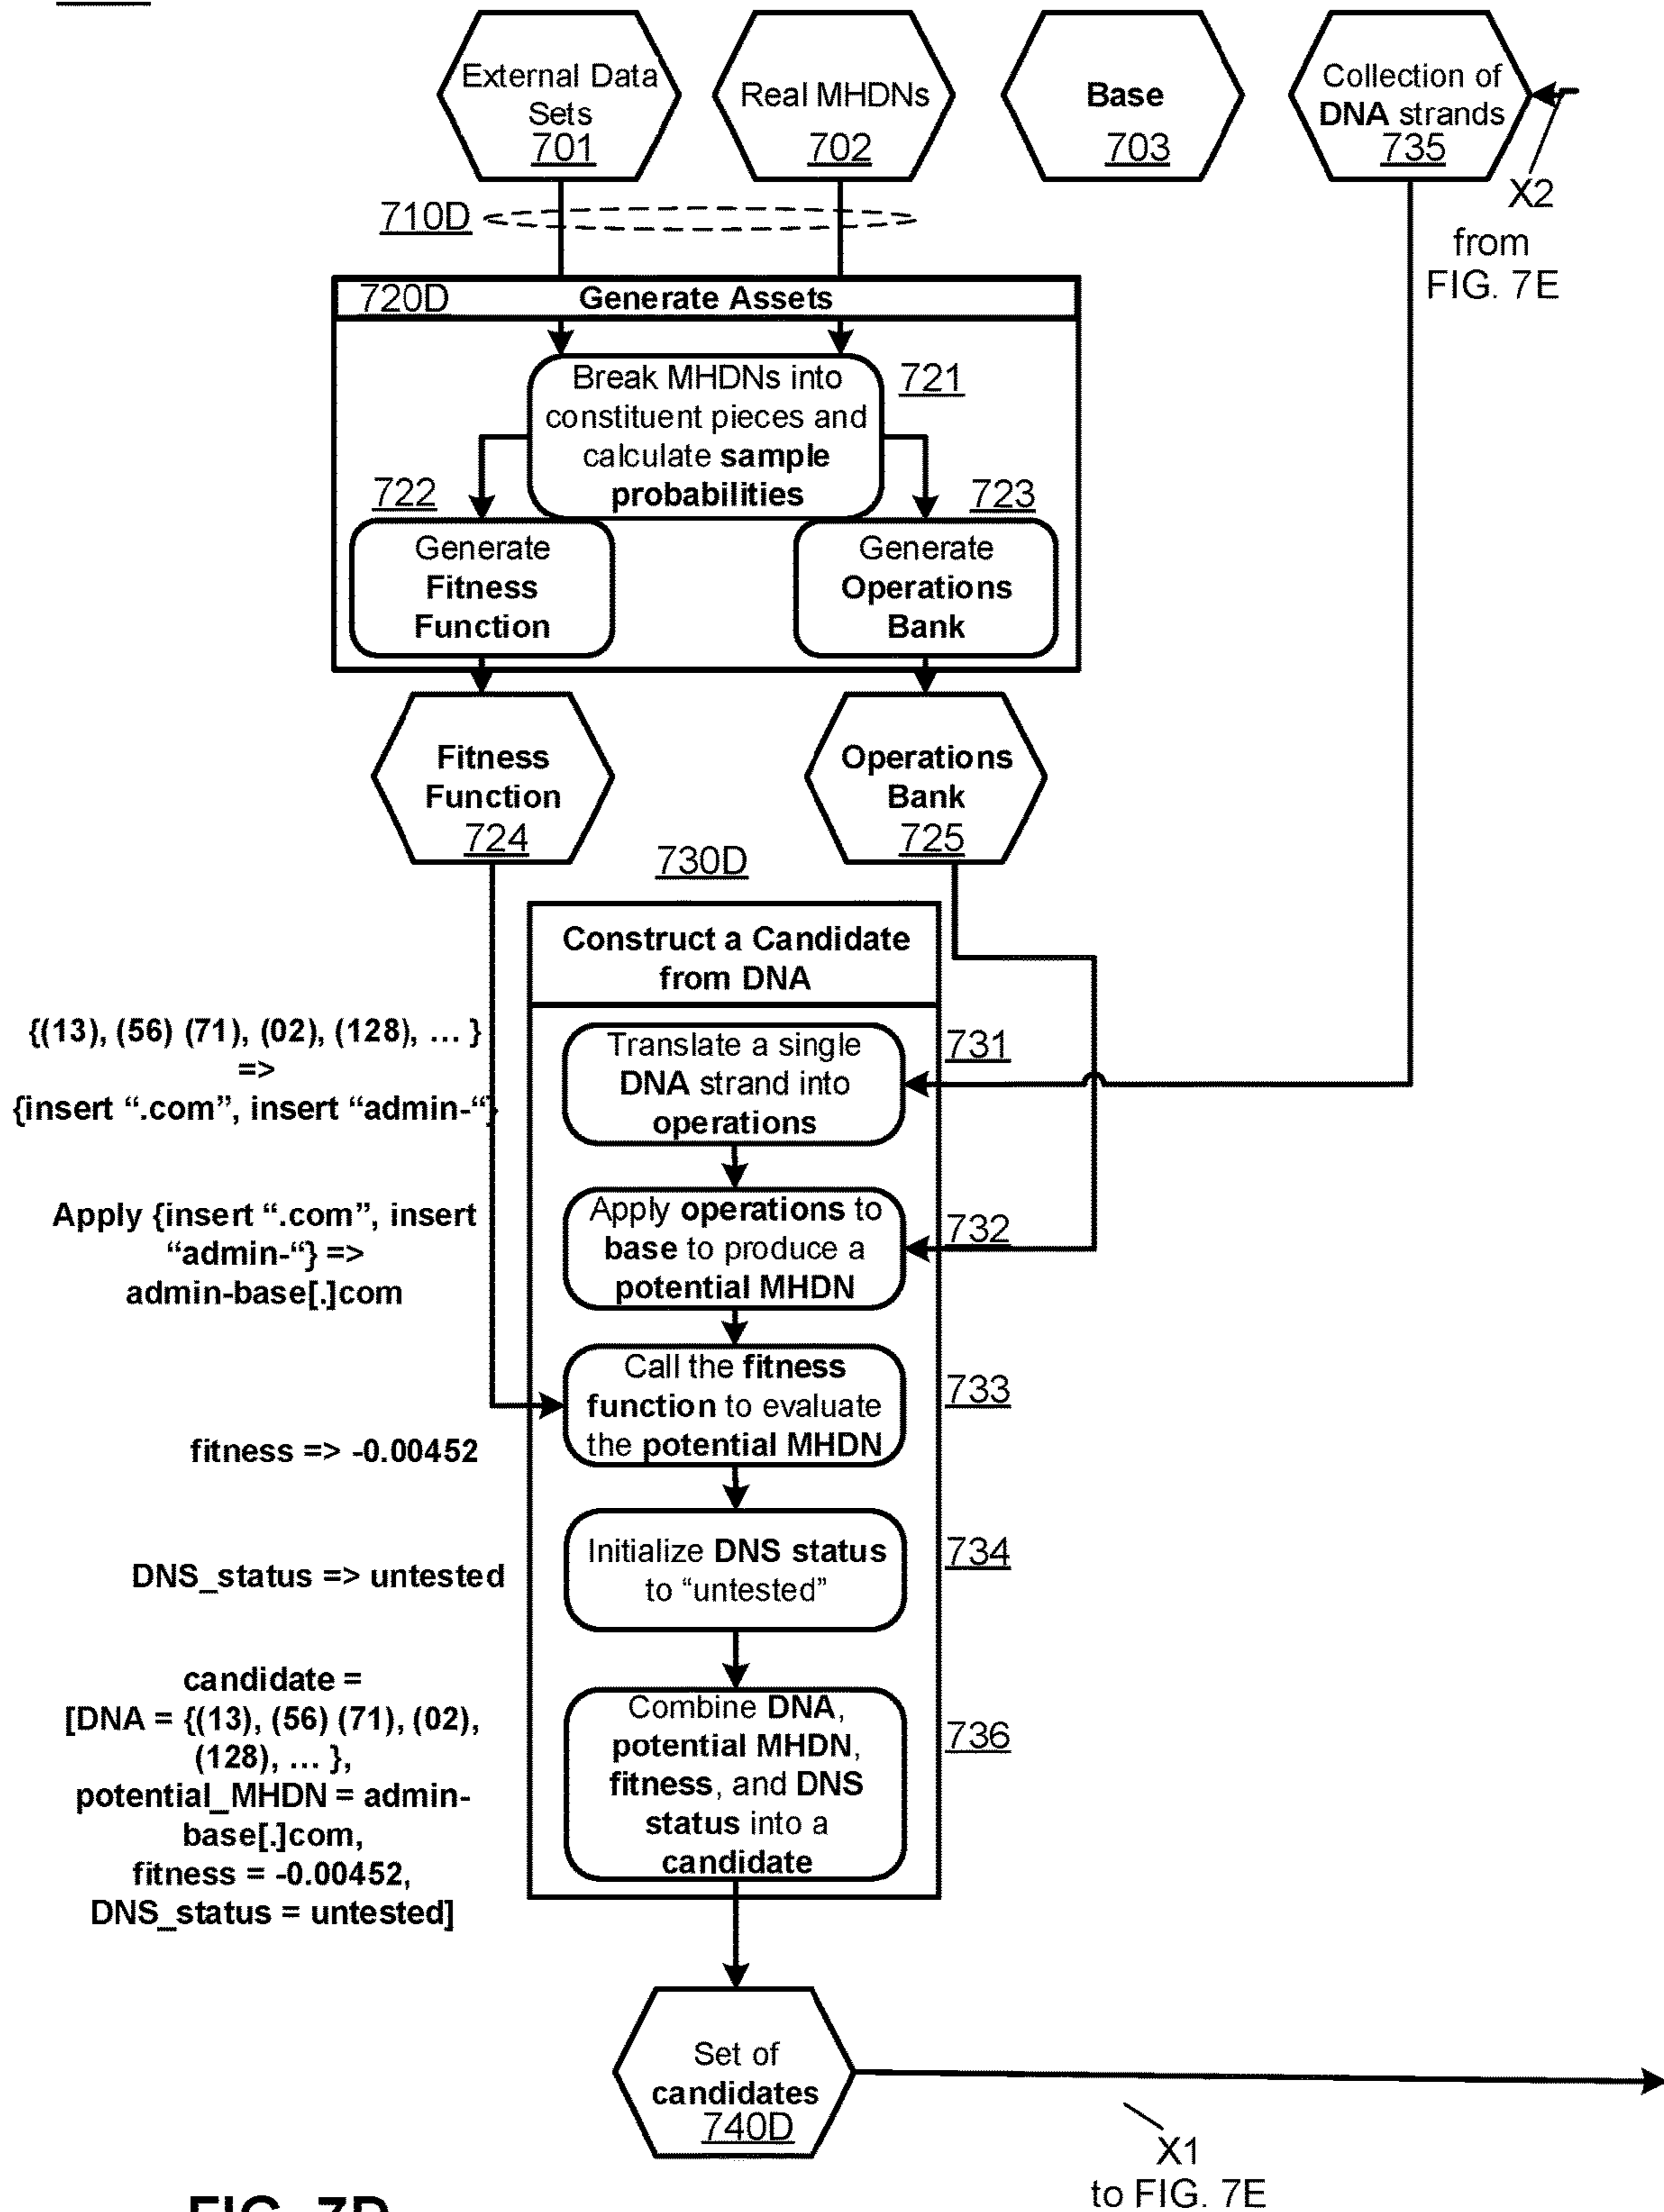 External Data
Sets
701
Real MHDNs
702
Base
703
Collection of
DNA strands
735
X2
from
FIG. 7E
710D
720D
Generate Assets
Break MHDNs into
constituent pieces and
calculate sample
probabilities
721
722
Generate
Fitness
Function
723
Generate
Operations
Bank
Fitness
Function
724
Operations
Bank
725
730D
Construct a Candidate
from DNA
{(13), (56) (71), (02), (128), ... }
=>
{insert “.com”, insert “admin-“}
Translate a single
DNA strand into
operations
731
Apply {insert “.com”, insert
“admin-“} =>
admin-base[.]com
Apply operations to
base to produce a
potential MHDN
732
Call the fitness
function to evaluate
the potential MHDN
733
fitness => -0.00452
Initialize DNS status
to “untested”
734
DNS_status => untested
candidate =
[DNA = {(13), (56) (71), (02),
(128), ... },
potential_MHDN = admin-
base[.]com,
fitness = -0.00452,
DNS_status = untested]
Combine DNA,
potential MHDN,
fitness, and DNS
status into a
candidate
736
Set of
candidates
740D
X1
to FIG. 7E
FIG. 7D